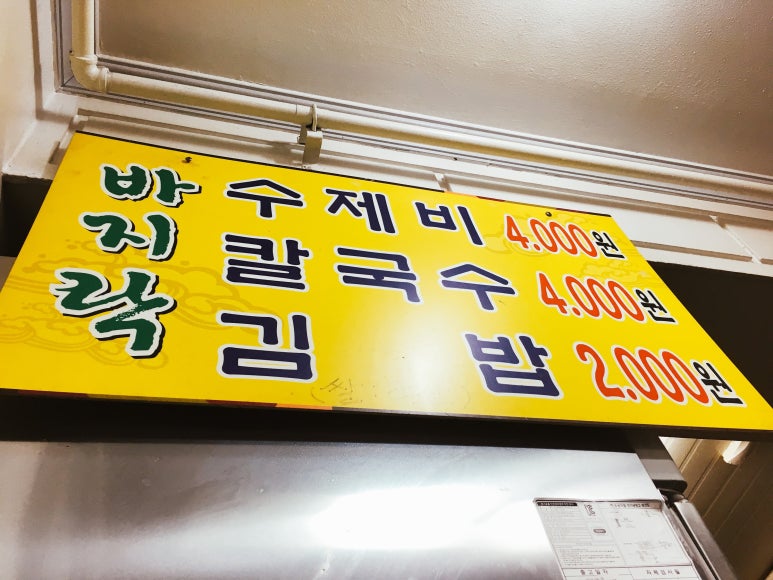 바지락
수제비 4,000원
칼국수 4,000원
김밥 2,000원